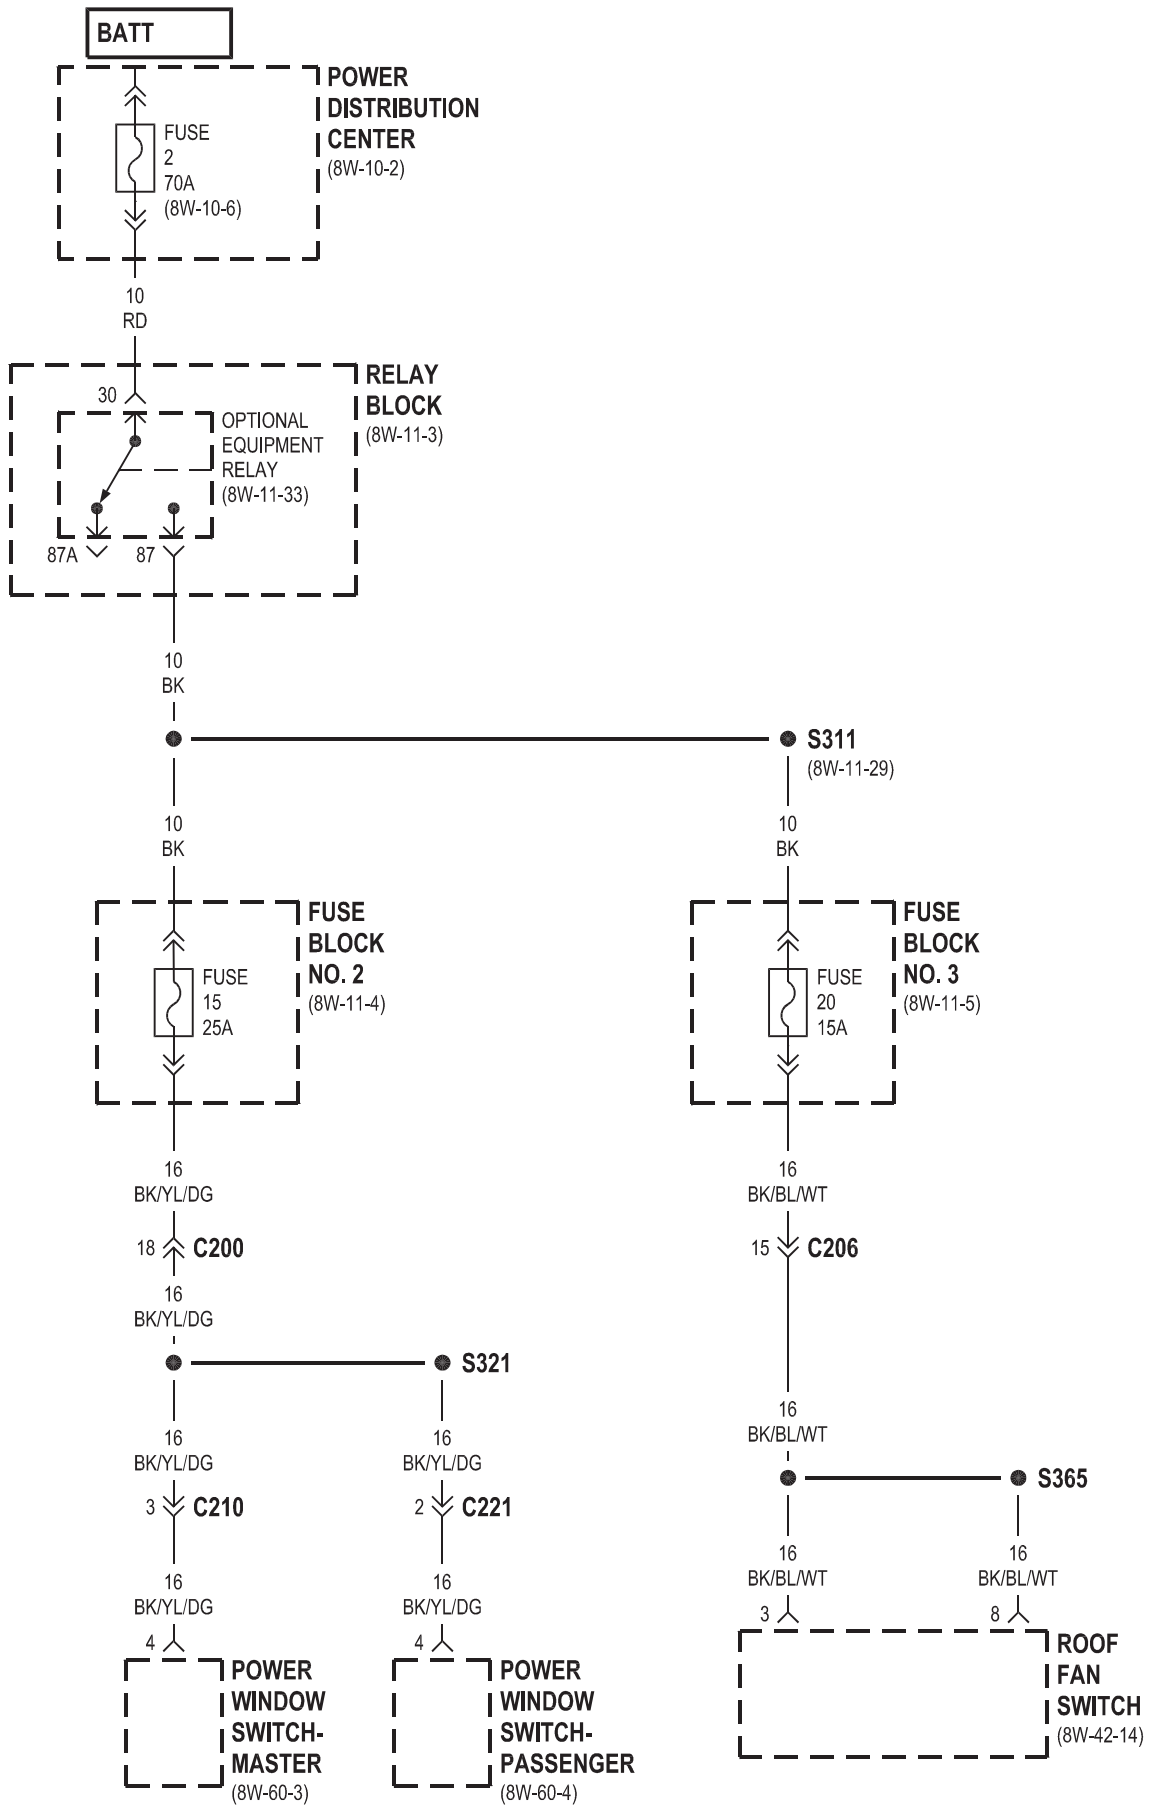 BATT
POWER
DISTRIBUTION
CENTER
(8W-10-2)
FUSE
2
70A
(8W-10-6)
10
RD
RELAY
BLOCK
(8W-11-3)
30
OPTIONAL
EQUIPMENT
RELAY
(8W-11-33)
87A
87
10
BK
S311
(8W-11-29)
10
BK
10
BK
FUSE
BLOCK
NO. 2
(8W-11-4)
FUSE
15
25A
FUSE
BLOCK
NO. 3
(8W-11-5)
FUSE
20
15A
16
BK/YL/DG
16
BK/BL/WT
18
C200
15
C206
16
BK/YL/DG
S321
16
BK/YL/DG
16
BK/YL/DG
16
BK/BL/WT
S365
3
C210
2
C221
16
BK/BL/WT
16
BK/BL/WT
16
BK/YL/DG
16
BK/YL/DG
3
8
4
4
POWER
WINDOW
SWITCH-
MASTER
(8W-60-3)
POWER
WINDOW
SWITCH-
PASSENGER
(8W-60-4)
ROOF
FAN
SWITCH
(8W-42-14)